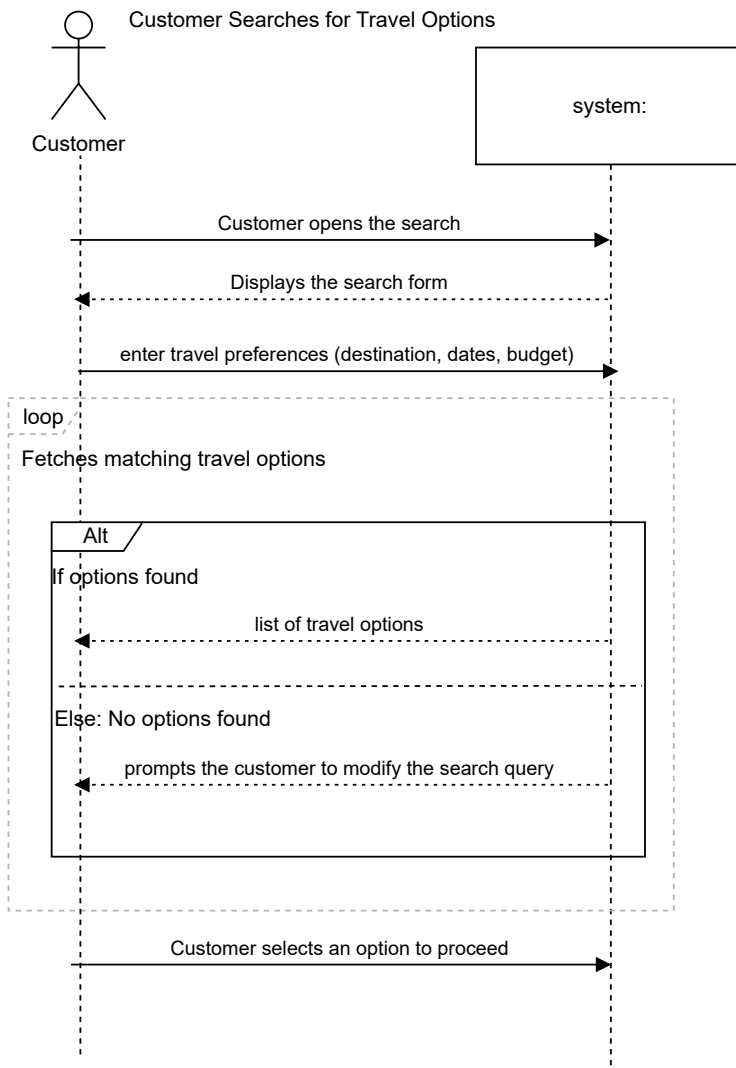 Customer Searches for Travel Options
system:
Customer
Customer opens the search
Displays the search form
enter travel preferences (destination, dates, budget)
loop
Fetches matching travel options
Alt
If options found
list of travel options
Else: No options found
prompts the customer to modify the search query
Customer selects an option to proceed